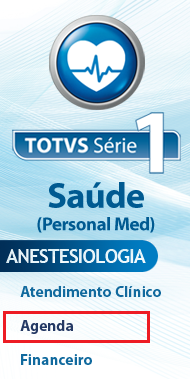 TOTVS Série 1
Saúde
(Personal Med)
ANESTESIOLOGIA
Atendimento Clínico
Agenda
Financeiro